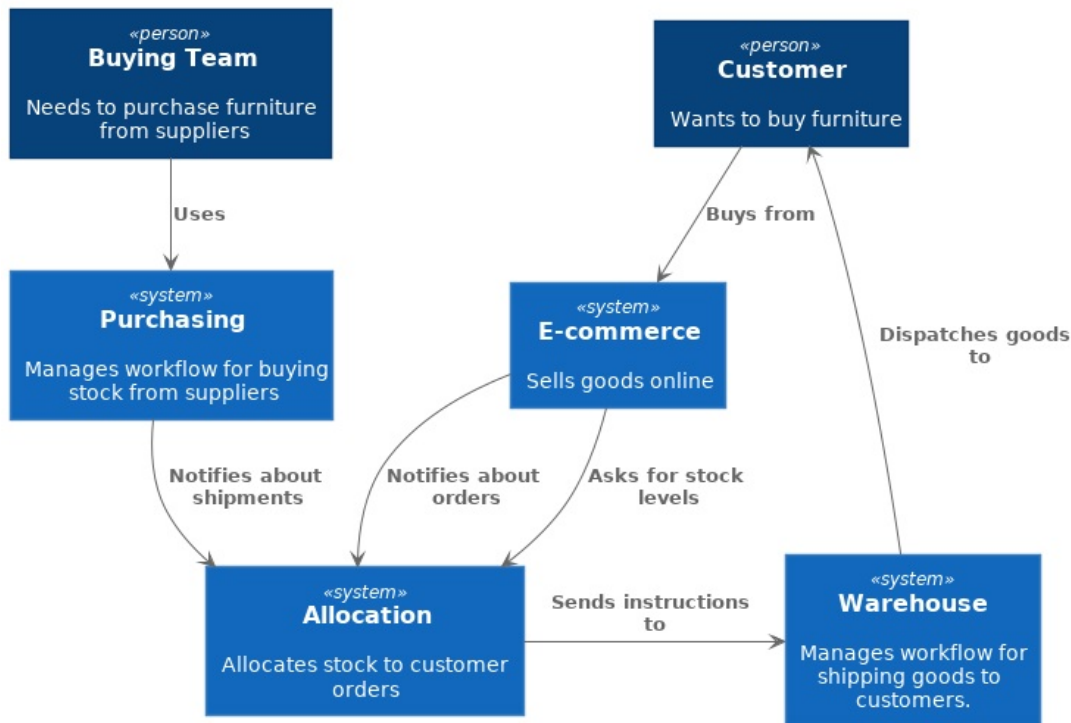 «person»
Buying Team
Needs to purchase furniture
from suppliers
«person»
Customer
Wants to buy furniture
Uses
Buys from
«system»
Purchasing
Manages workflow for buying
stock from suppliers
«system»
E-commerce
Sells goods online
Dispatches goods
to
Notifies about
shipments
Notifies about
orders
Asks for stock
levels
«system»
Allocation
Allocates stock to customer
orders
Sends instructions
to
«system»
Warehouse
Manages workflow for
shipping goods to
customers.